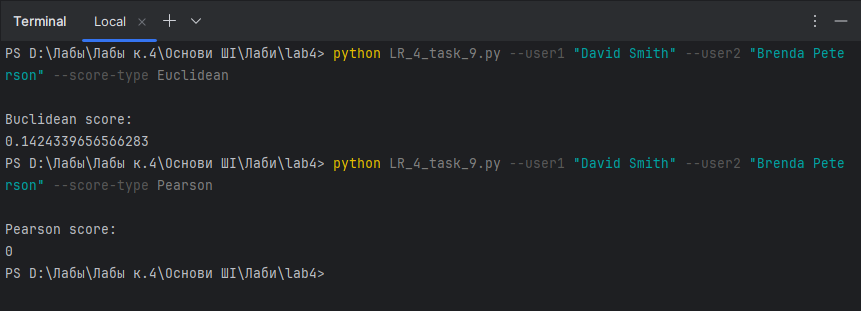 Terminal Local
PS D:\Лабы\Лабы к.4\Основи ШІ\Лаби\lab4> python LR_4_task_9.py --user1 "David Smith" --user2 "Brenda Pete
rson" --score-type Euclidean
Buclidean score:
0.1424339656566283
PS D:\Лабы\Лабы к.4\Основи ШІ\Лаби\lab4> python LR_4_task_9.py --user1 "David Smith" --user2 "Brenda Pete
rson" --score-type Pearson
Pearson score:
0
PS D:\Лабы\Лабы к.4\Основи ШІ\Лаби\lab4>